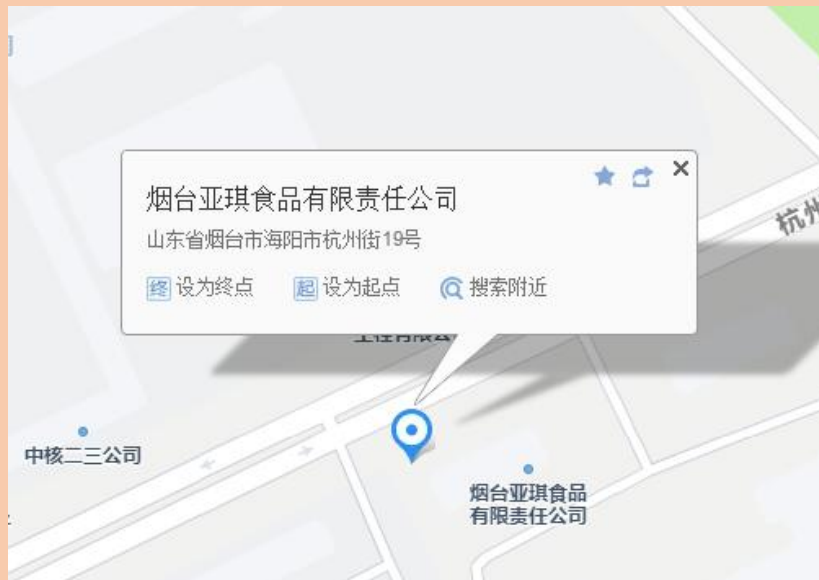 烟台亚琪食品有限责任公司
山东省烟台市海阳市杭州街19号
终 设为终点 起 设为起点 搜索附近
杭州
中核二三公司
烟台亚琪食品
有限责任公司